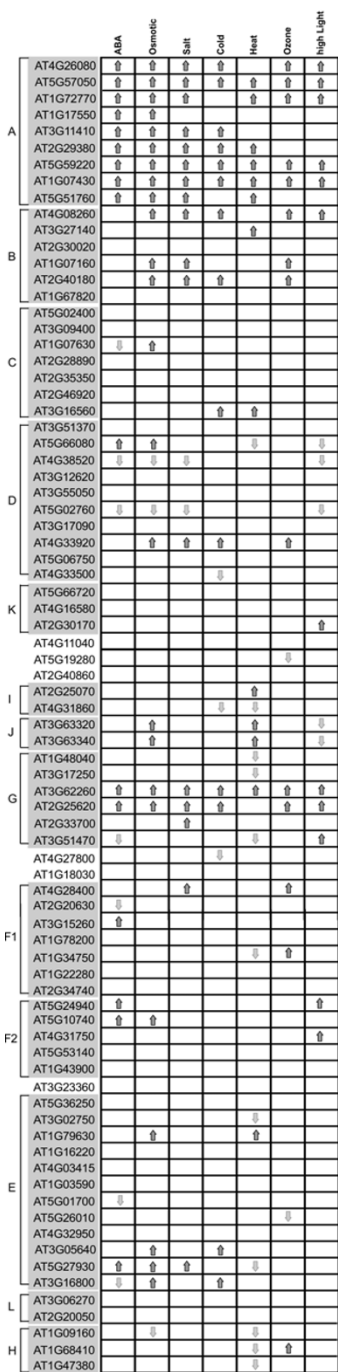 ABA Osmotic Salt Cold Heat Ozone high Light
A
AT4G26080
AT5G57050
AT1G72770
AT1G17550
AT3G11410
AT2G29380
AT5G59220
AT1G07430
AT5G51760
B
AT4G08260
AT3G27140
AT2G30020
AT1G07160
AT2G40180
AT1G67820
C
AT5G02400
AT3G09400
AT1G07630
AT2G28890
AT2G35350
AT2G46920
AT3G16560
D
AT3G51370
AT5G66080
AT4G38520
AT3G12620
AT3G55050
AT5G02760
AT3G17090
AT4G33920
AT5G06750
AT4G33500
K
AT5G66720
AT4G16580
AT2G30170
AT4G11040
AT5G19280
AT2G40860
I
AT2G25070
AT4G31860
J
AT3G63320
AT3G63340
G
AT1G48040
AT3G17250
AT3G62260
AT2G25620
AT2G33700
AT3G51470
AT4G27800
AT1G18030
F1
AT4G28400
AT2G20630
AT3G15260
AT1G78200
AT1G34750
AT1G22280
AT2G34740
F2
AT5G24940
AT5G10740
AT4G31750
AT5G53140
AT1G43900
AT3G23360
E
AT5G36250
AT3G02750
AT1G79630
AT1G16220
AT4G03415
AT1G03590
AT5G01700
AT5G26010
AT4G32950
AT3G05640
AT5G27930
AT3G16800
L
AT3G06270
AT2G20050
H
AT1G09160
AT1G68410
AT1G47380